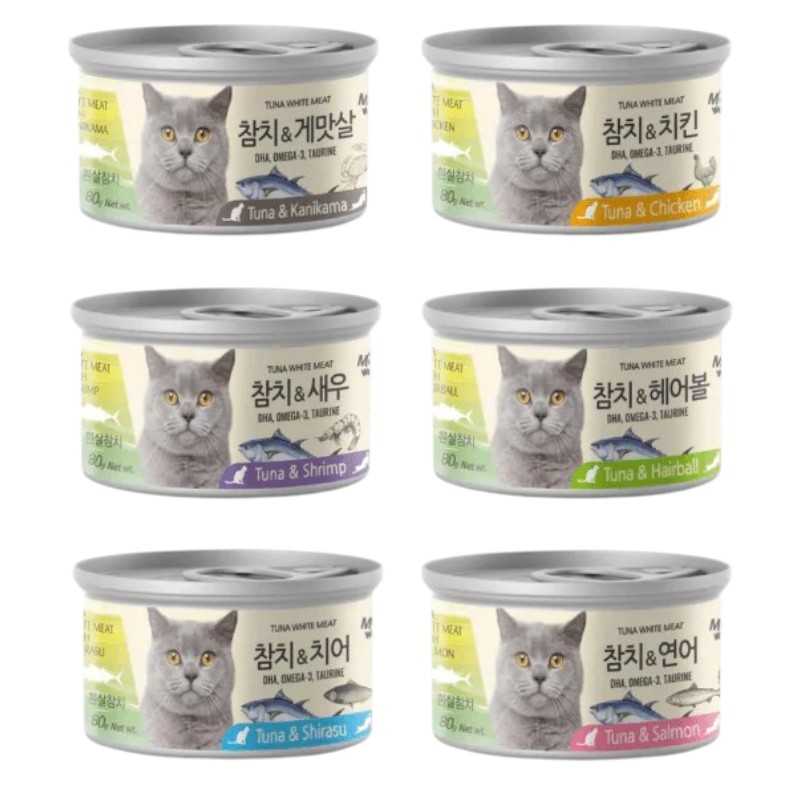 TUNA WHITE MEAT
참치&게맛살
DHA, OMEGA-3, TAURINE
흰살참치
80g Net wt.
Tuna & Kanikama
TUNA WHITE MEAT
참치&치킨
DHA, OMEGA-3, TAURINE
흰살참치
80g Net wt.
Tuna & Chicken
TUNA WHITE MEAT
참치&새우
DHA, OMEGA-3, TAURINE
흰살참치
80g Net wt.
Tuna & Shrimp
TUNA WHITE MEAT
참치&헤어볼
DHA, OMEGA-3, TAURINE
흰살참치
80g Net wt.
Tuna & Hairball
TUNA WHITE MEAT
참치&치어
DHA, OMEGA-3, TAURINE
흰살참치
80g Net wt.
Tuna & Shirasu
TUNA WHITE MEAT
참치&연어
DHA, OMEGA-3, TAURINE
흰살참치
80g Net wt.
Tuna & Salmon